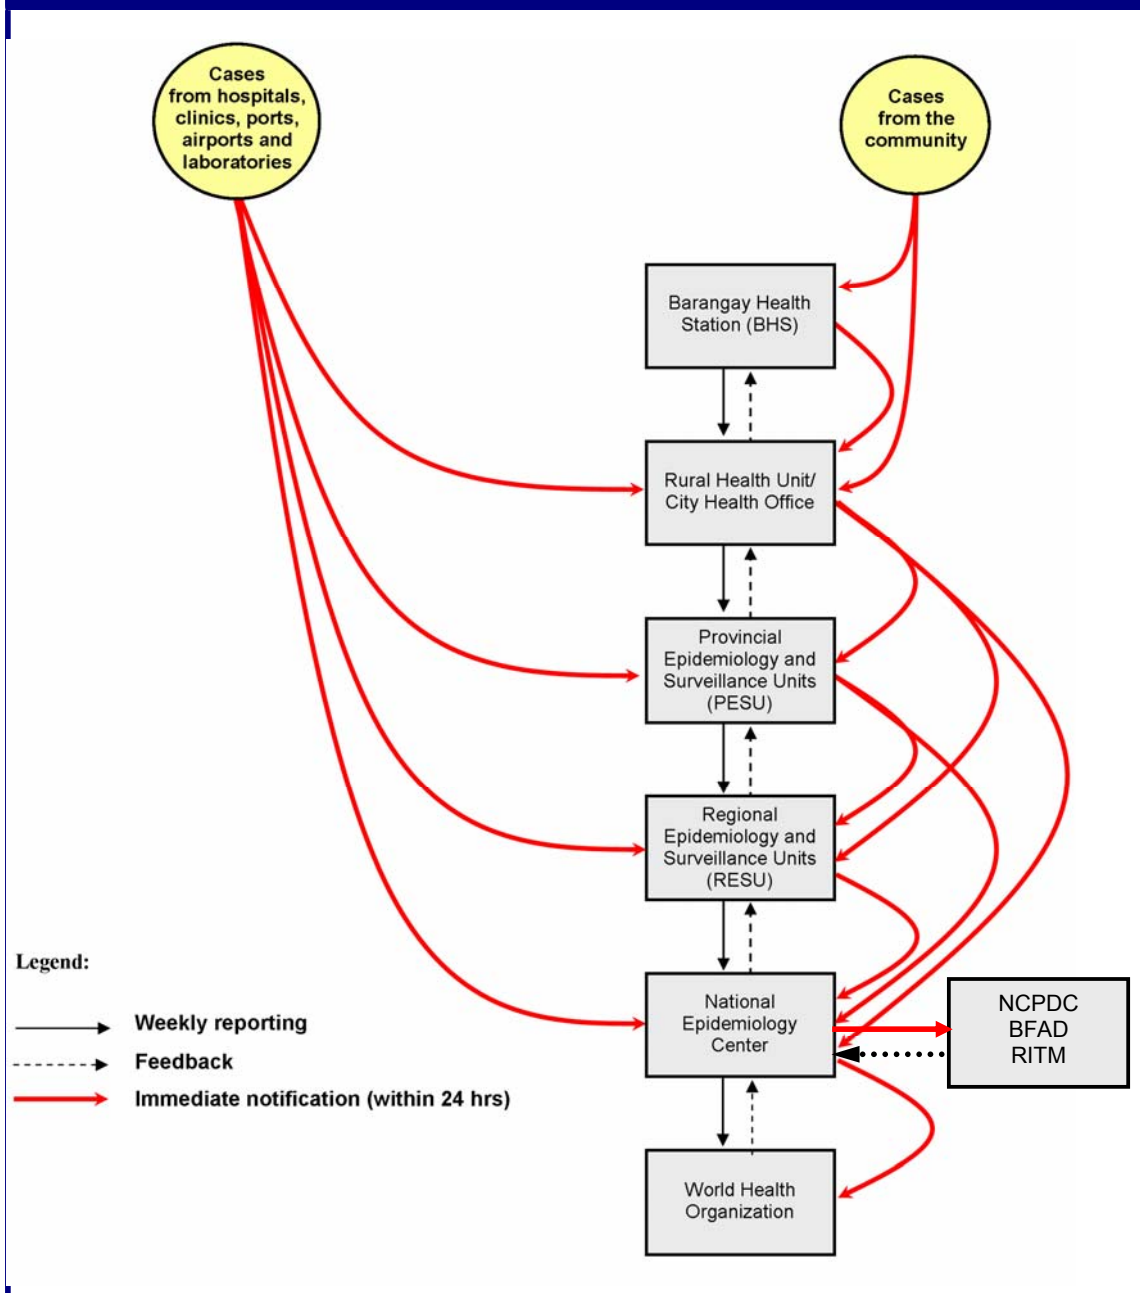 Cases
from hospitals,
clinics, ports,
airports and
laboratories
Cases
from the
community
Barangay Health
Station (BHS)
Rural Health Unit/
City Health Office
Provincial
Epidemiology and
Surveillance Units
(PESU)
Regional
Epidemiology and
Surveillance Units
(RESU)
National
Epidemiology
Center
NCPDC
BFAD
RITM
World Health
Organization
Legend:
Weekly reporting
Feedback
Immediate notification (within 24 hrs)